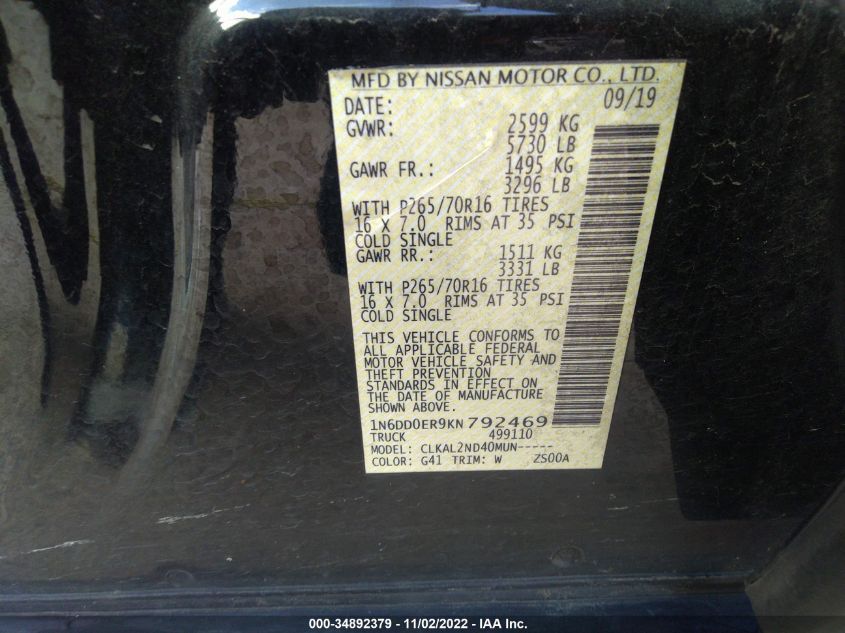 MFD BY NISSAN MOTOR CO., LTD.
DATE: 09/19
GVWR: 2599 KG
5730 LB
GAWR FR.: 1495 KG
3296 LB
WITH P265/70R16 TIRES
16 X 7.0 RIMS AT 35 PSI
COLD SINGLE
GAWR RR.: 1511 KG
3331 LB
WITH P265/70R16 TIRES
16 X 7.0 RIMS AT 35 PSI
COLD SINGLE
THIS VEHICLE CONFORMS TO
ALL APPLICABLE FEDERAL
MOTOR VEHICLE SAFETY AND
THEFT PREVENTION
STANDARDS IN EFFECT ON
THE DATE OF MANUFACTURE
SHOWN ABOVE.
1N6DD0ER9KN792469
TRUCK 499110
MODEL: CLKAL2ND40MUN-----
COLOR: G41 TRIM: W ZS00A
000-34892379 - 11/02/2022 - IAA Inc.